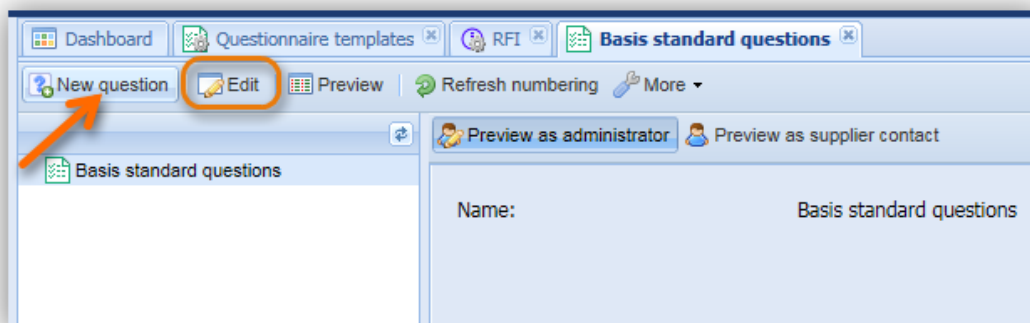 Dashboard Questionnaire templates RFI Basis standard questions
New question Edit Preview Refresh numbering More
Preview as administrator Preview as supplier contact
Basis standard questions
Name: Basis standard questions